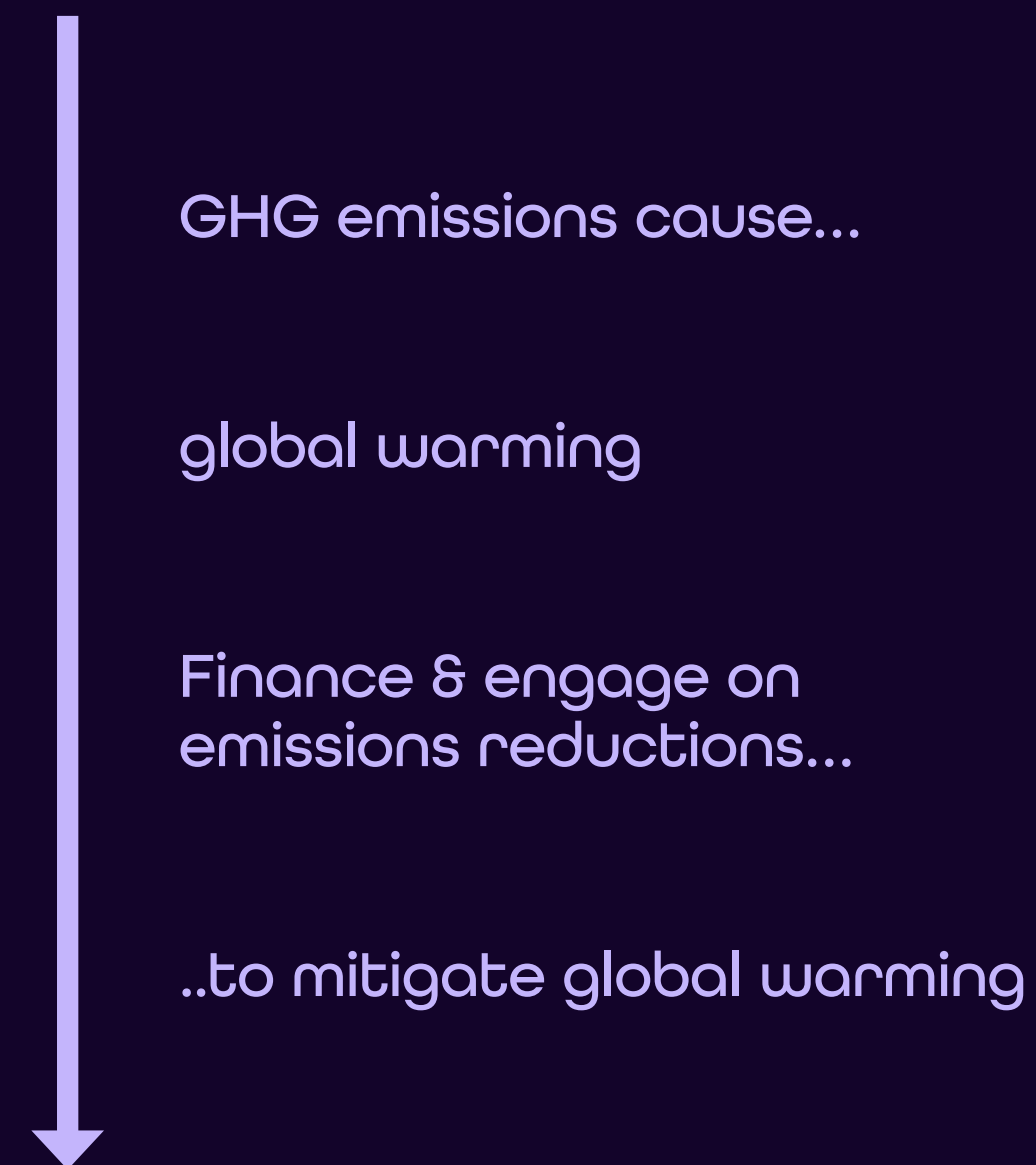 GHG emissions cause...
global warming
Finance & engage on
emissions reductions...
..to mitigate global warming